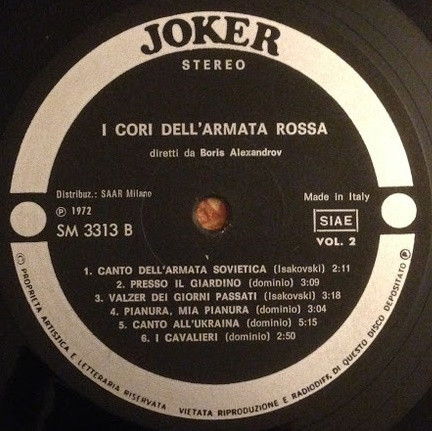 JOKER
STEREO
I CORI DELL'ARMATA ROSSA
diretti da Boris Alexandrov
Distribuz.: SAAR Milano
℗ 1972
SM 3313 B
Made in Italy
SIAE
VOL. 2
1. CANTO DELL'ARMATA SOVIETICA (Isakovski) 2:11
2. PRESSO IL GIARDINO (dominio) 3:09
3. VALZER DEI GIORNI PASSATI (Isakovski) 3:18
4. PIANURA, MIA PIANURA (dominio) 3:04
5. CANTO ALL'UKRAINA (dominio) 5:15
6. I CAVALIERI (dominio) 2:50
© PROPRIETA ARTISTICA E LETTERARIA RISERVATA VIETATA RIPRODUZIONE E RADIODIFF. DI QUESTO DISCO DEPOSITATO ℗